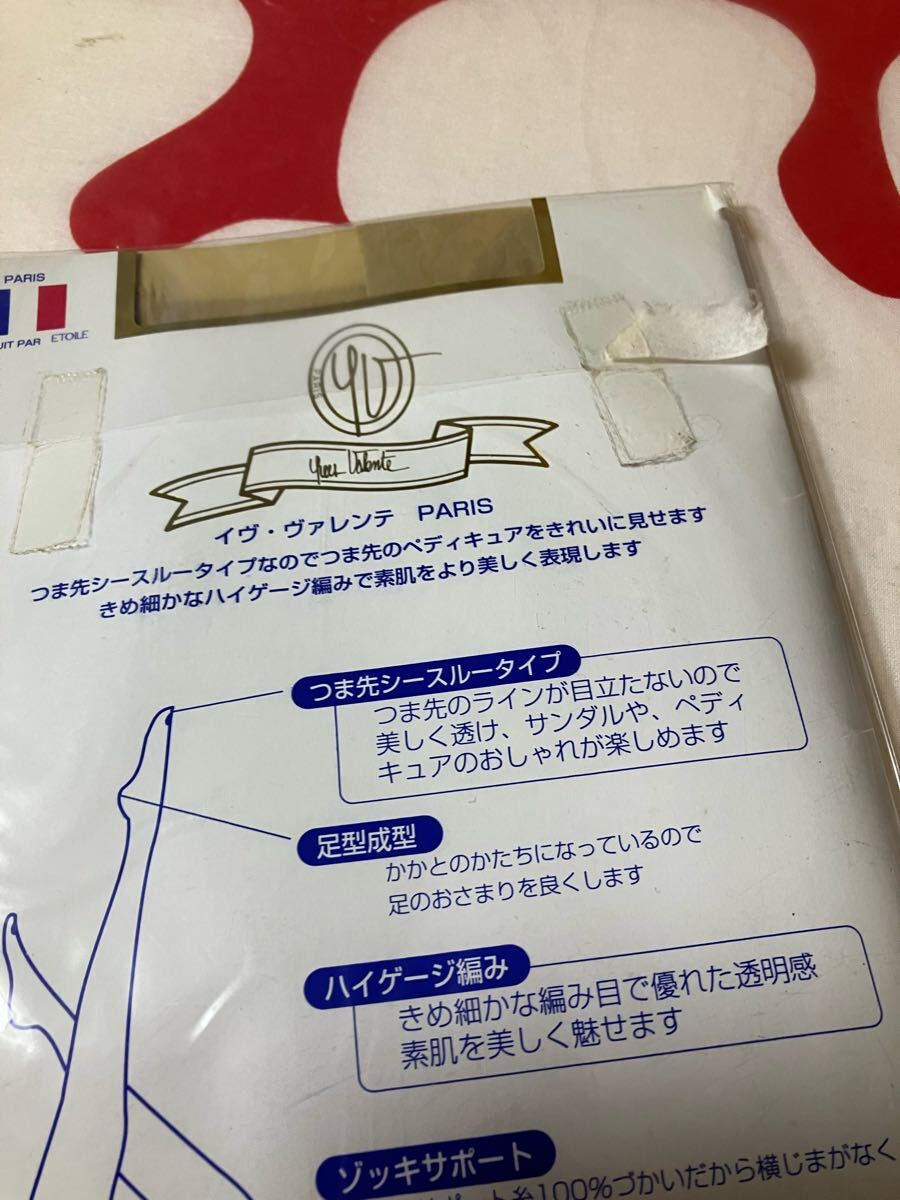 PARIS
UIT PAR ETOILE
YV
PARIS
Yves Valente
イヴ・ヴァレンテ PARIS
つま先シースルータイプなのでつま先のペディキュアをきれいに見せます
きめ細かなハイゲージ編みで素肌をより美しく表現します
つま先シースルータイプ
つま先のラインが目立たないので
美しく透け、サンダルや、ペディ
キュアのおしゃれが楽しめます
足型成型
かかとのかたちになっているので
足のおさまりを良くします
ハイゲージ編み
きめ細かな編み目で優れた透明感
素肌を美しく魅せます
ゾッキサポート
ポート糸100%づかいだから横じまがなく